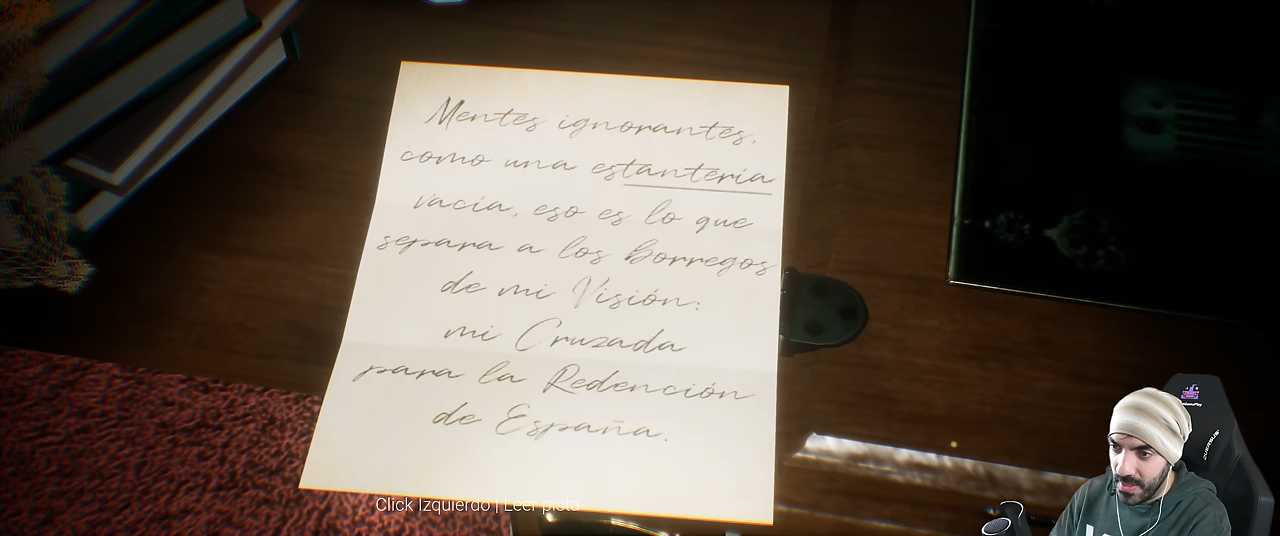 Mentes ignorantes,
como una estantería
vacía, eso es lo que
separa a los borregos
de mi Visión:
mi Cruzada
para la Redención
de España.
Click Izquierdo | Leer pista